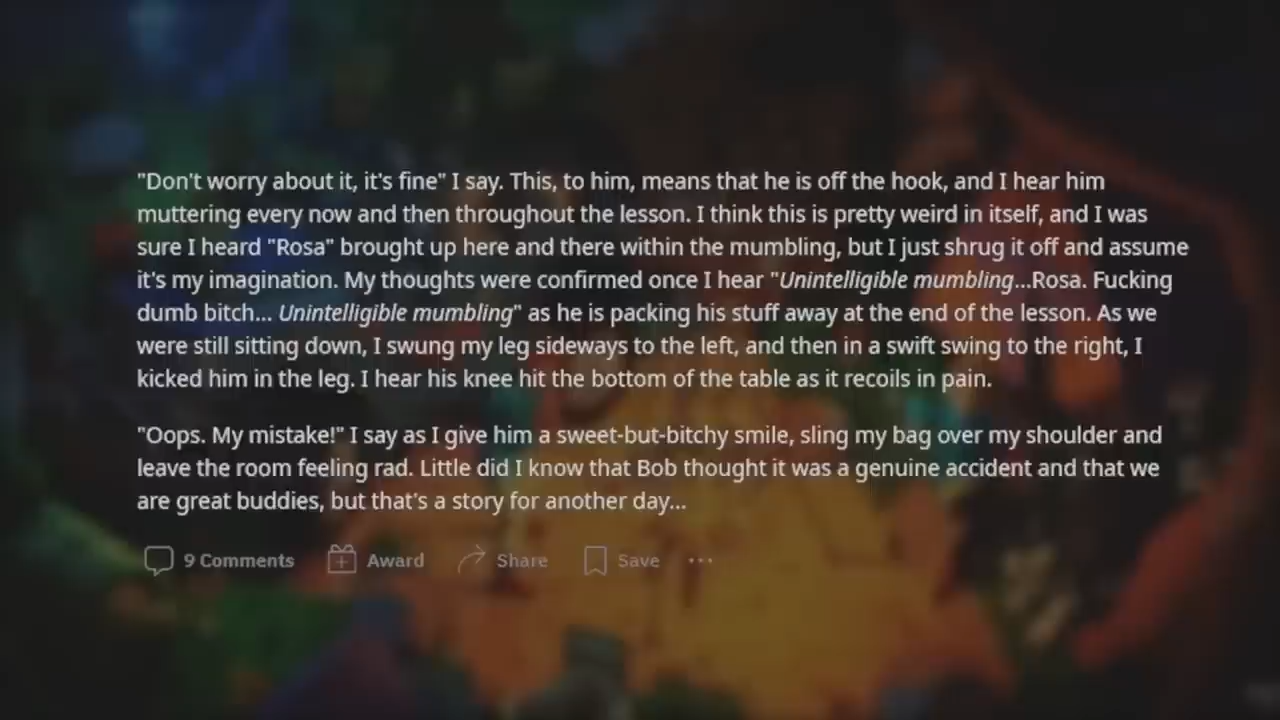 "Don't worry about it, it's fine" I say. This, to him, means that he is off the hook, and I hear him
muttering every now and then throughout the lesson. I think this is pretty weird in itself, and I was
sure I heard "Rosa" brought up here and there within the mumbling, but I just shrug it off and assume
it's my imagination. My thoughts were confirmed once I hear "Unintelligible mumbling...Rosa. Fucking
dumb bitch... Unintelligible mumbling" as he is packing his stuff away at the end of the lesson. As we
were still sitting down, I swung my leg sideways to the left, and then in a swift swing to the right, I
kicked him in the leg. I hear his knee hit the bottom of the table as it recoils in pain.
"Oops. My mistake!" I say as I give him a sweet-but-bitchy smile, sling my bag over my shoulder and
leave the room feeling rad. Little did I know that Bob thought it was a genuine accident and that we
are great buddies, but that's a story for another day...
9 Comments Award Share Save ...